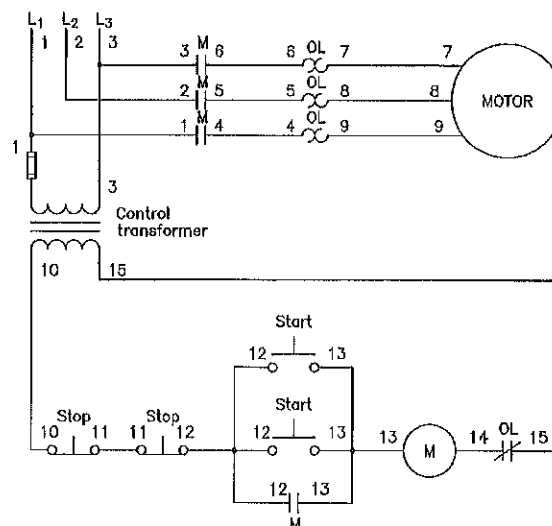 L1 L2 L3
1 2 3
3 M 6 6 OL 7 7
2 M 5 5 OL 8 8 MOTOR
1 M 4 4 OL 9 9
1
3
Control
transformer
10 15
Start
12 13
Stop Stop Start
10 11 11 12 12 13 13 M 14 OL 15
12 13
M